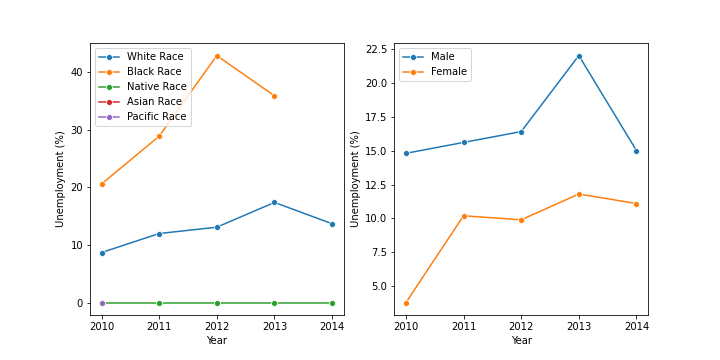 White Race
Black Race
Native Race
Asian Race
Pacific Race
Unemployment (%)
40
30
20
10
0
2010 2011 2012 2013 2014
Year
Male
Female
Unemployment (%)
22.5
20.0
17.5
15.0
12.5
10.0
7.5
5.0
2010 2011 2012 2013 2014
Year